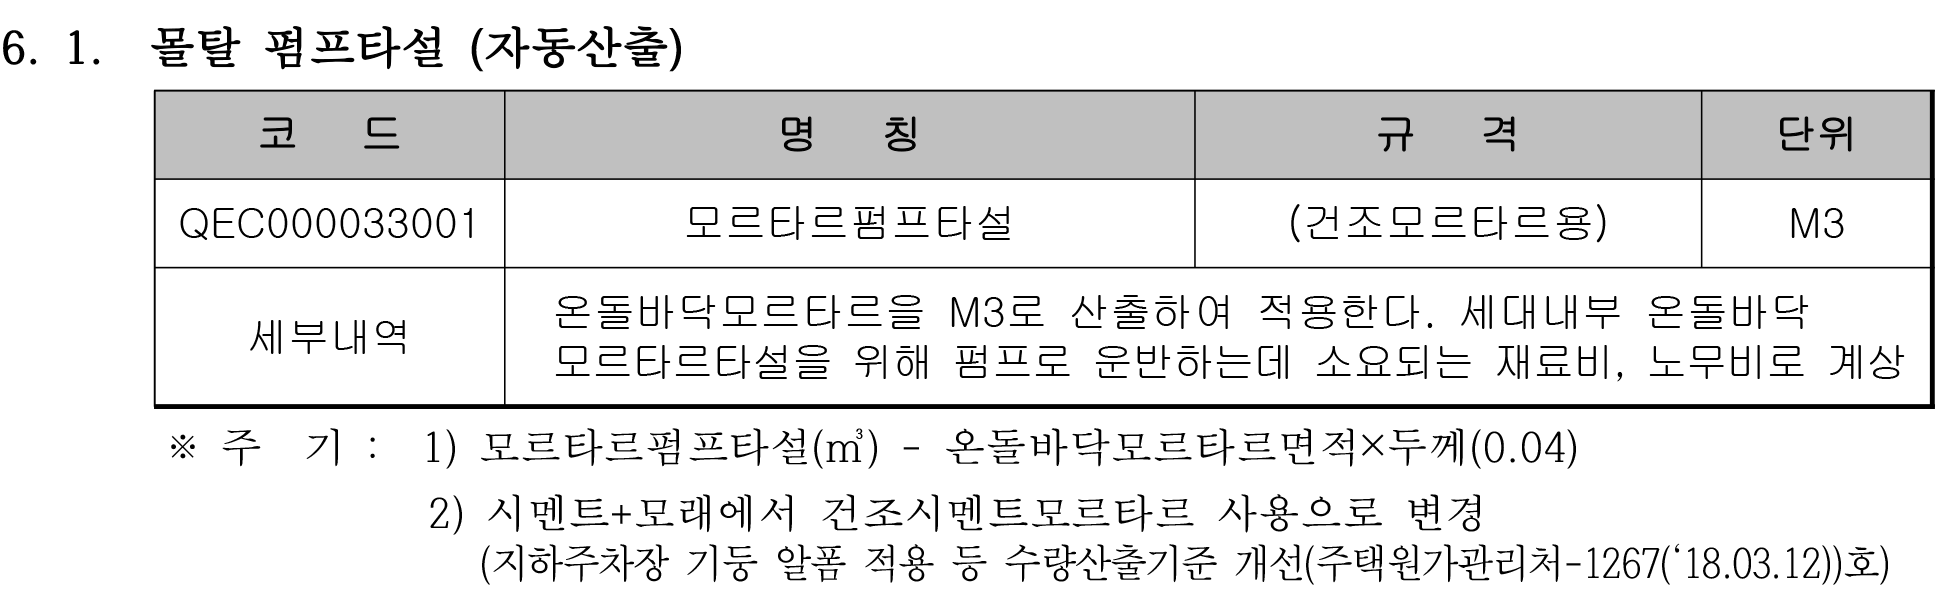 6. 1. 몰탈 펌프타설 (자동산출)
코 드 명 칭 규 격 단위
QEC000033001 모르타르펌프타설 (건조모르타르용) M3
세부내역
온돌바닥모르타르을 M3로 산출하여 적용한다. 세대내부 온돌바닥
모르타르타설을 위해 펌프로 운반하는데 소요되는 재료비, 노무비로 계상
※ 주 기 : 1) 모르타르펌프타설(㎥) - 온돌바닥모르타르면적×두께(0.04)
2) 시멘트+모래에서 건조시멘트모르타르 사용으로 변경
(지하주차장 기둥 알폼 적용 등 수량산출기준 개선(주택원가관리처-1267(‘18.03.12))호)